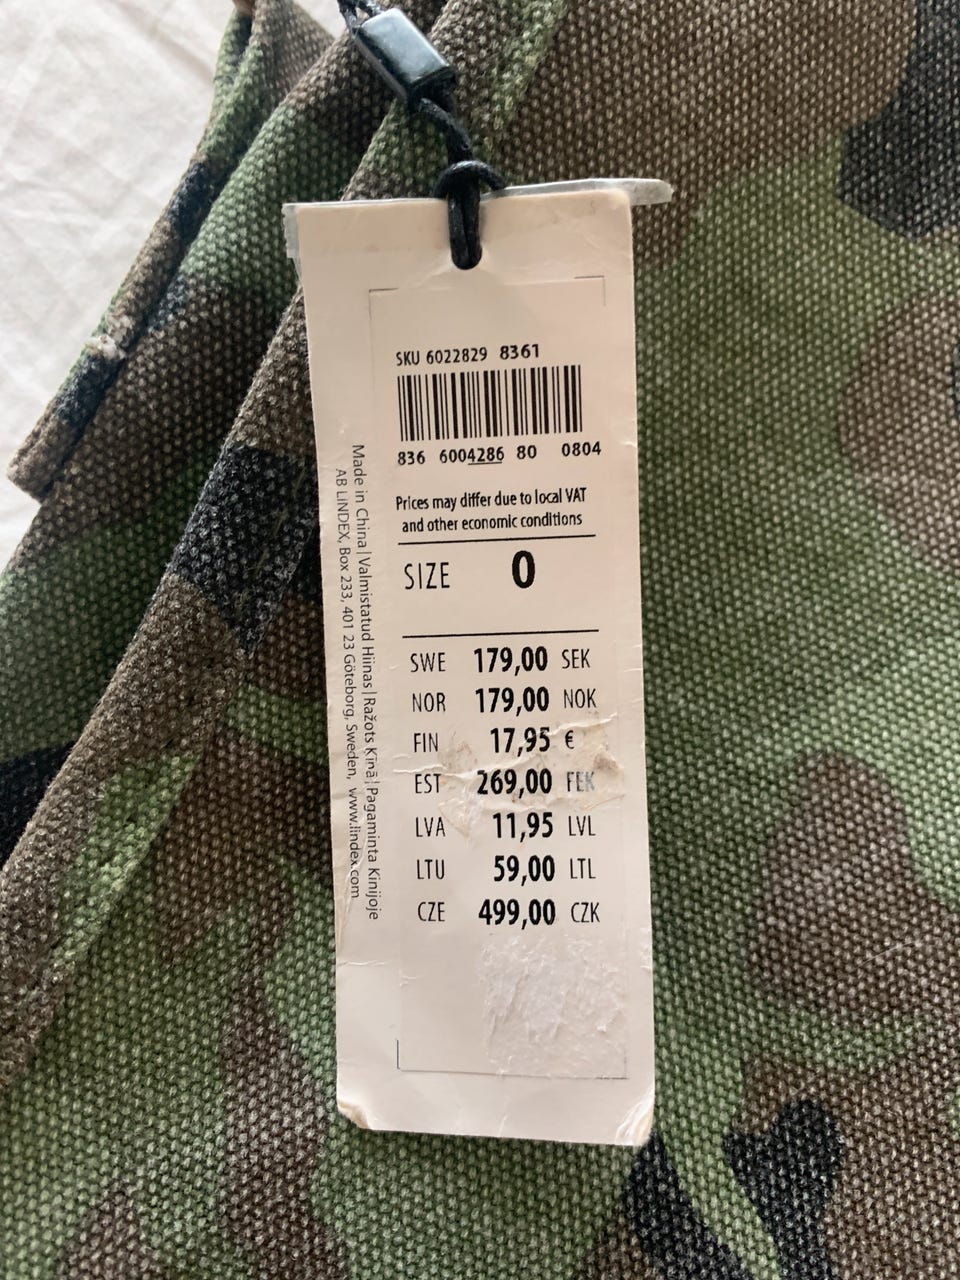 SKU 6022829 8361
836 6004286 80 0804
Prices may differ due to local VAT
and other economic conditions
SIZE 0
SWE 179,00 SEK
NOR 179,00 NOK
FIN 17,95 €
EST 269,00
LVA 11,95 LVL
LTU 59,00 LTL
CZE 499,00 CZK
Made in China | Valmistatud Hiinas | Ražots Ķīnā | Pagaminta Kinijoje
AB LINDEX, Box 233, 401 23 Göteborg, Sweden, www.lindex.com